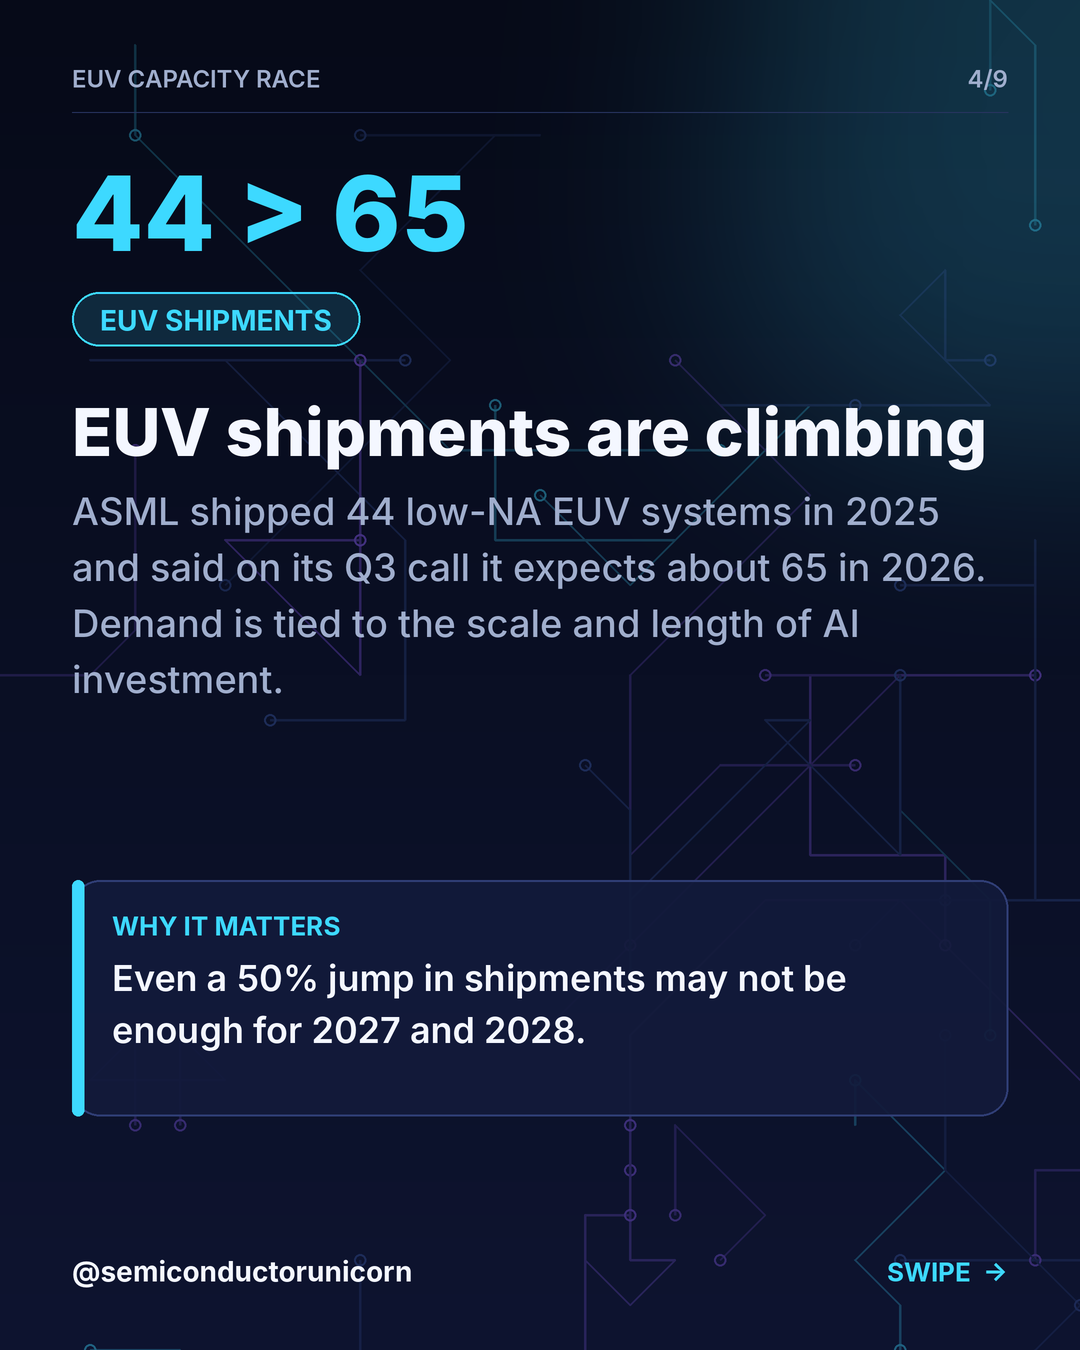 EUV CAPACITY RACE
4/9
44 > 65
EUV SHIPMENTS
EUV shipments are climbing
ASML shipped 44 low-NA EUV systems in 2025
and said on its Q3 call it expects about 65 in 2026.
Demand is tied to the scale and length of AI
investment.
WHY IT MATTERS
Even a 50% jump in shipments may not be
enough for 2027 and 2028.
@semiconductorunicorn
SWIPE →